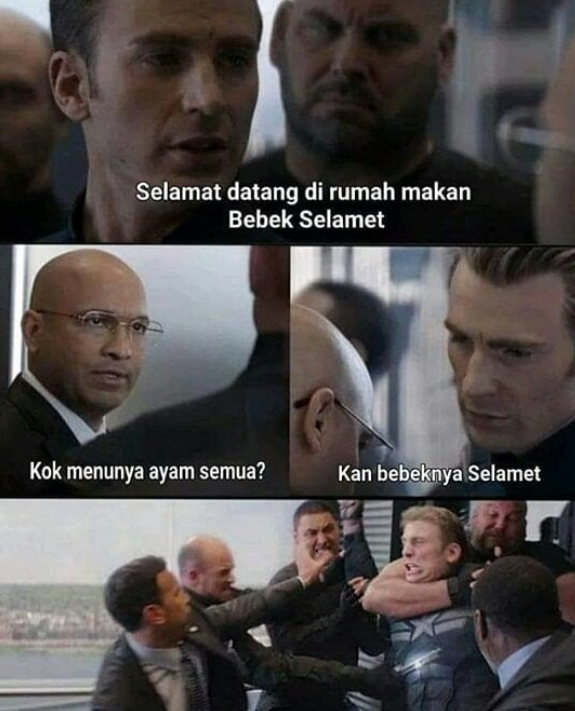 Selamat datang di rumah makan
Bebek Selamet
Kok menunya ayam semua?
Kan bebeknya Selamet